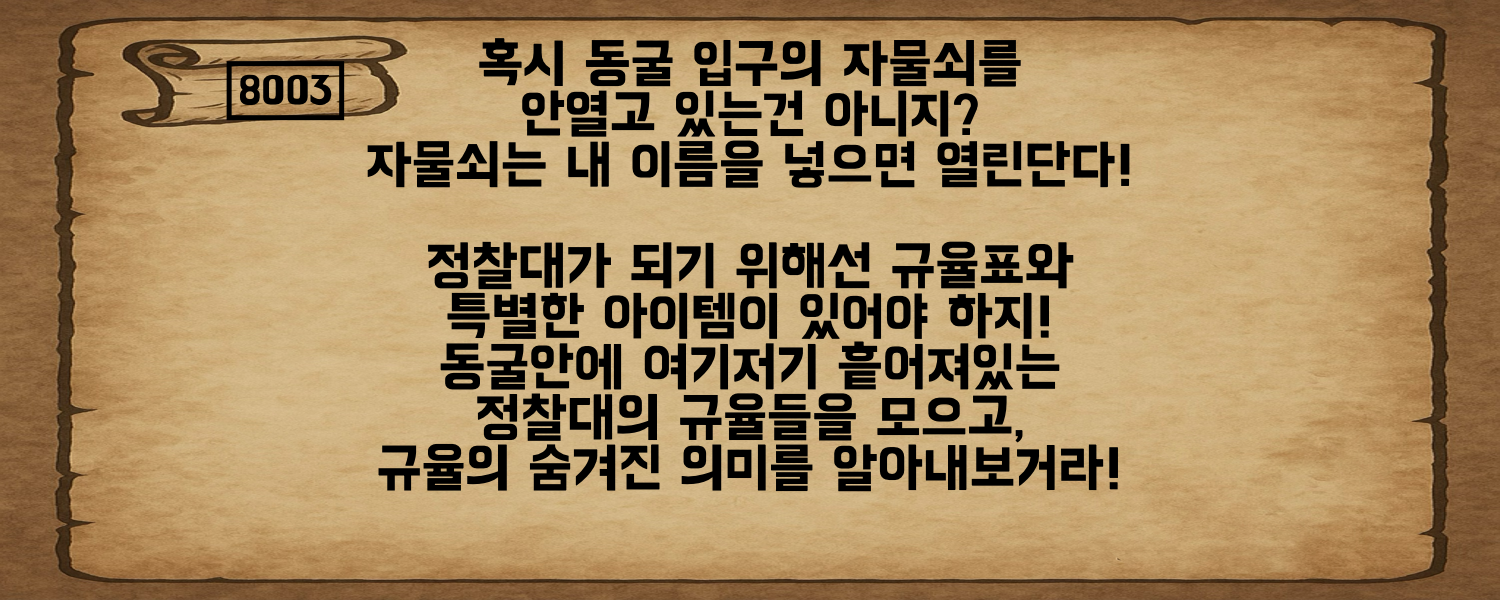 8003
혹시 동굴 입구의 자물쇠를
안열고 있는건 아니지?
자물쇠는 내 이름을 넣으면 열린단다!
정찰대가 되기 위해선 규율표와
특별한 아이템이 있어야 하지!
동굴안에 여기저기 흩어져있는
정찰대의 규율들을 모으고,
규율의 숨겨진 의미를 알아내보거라!